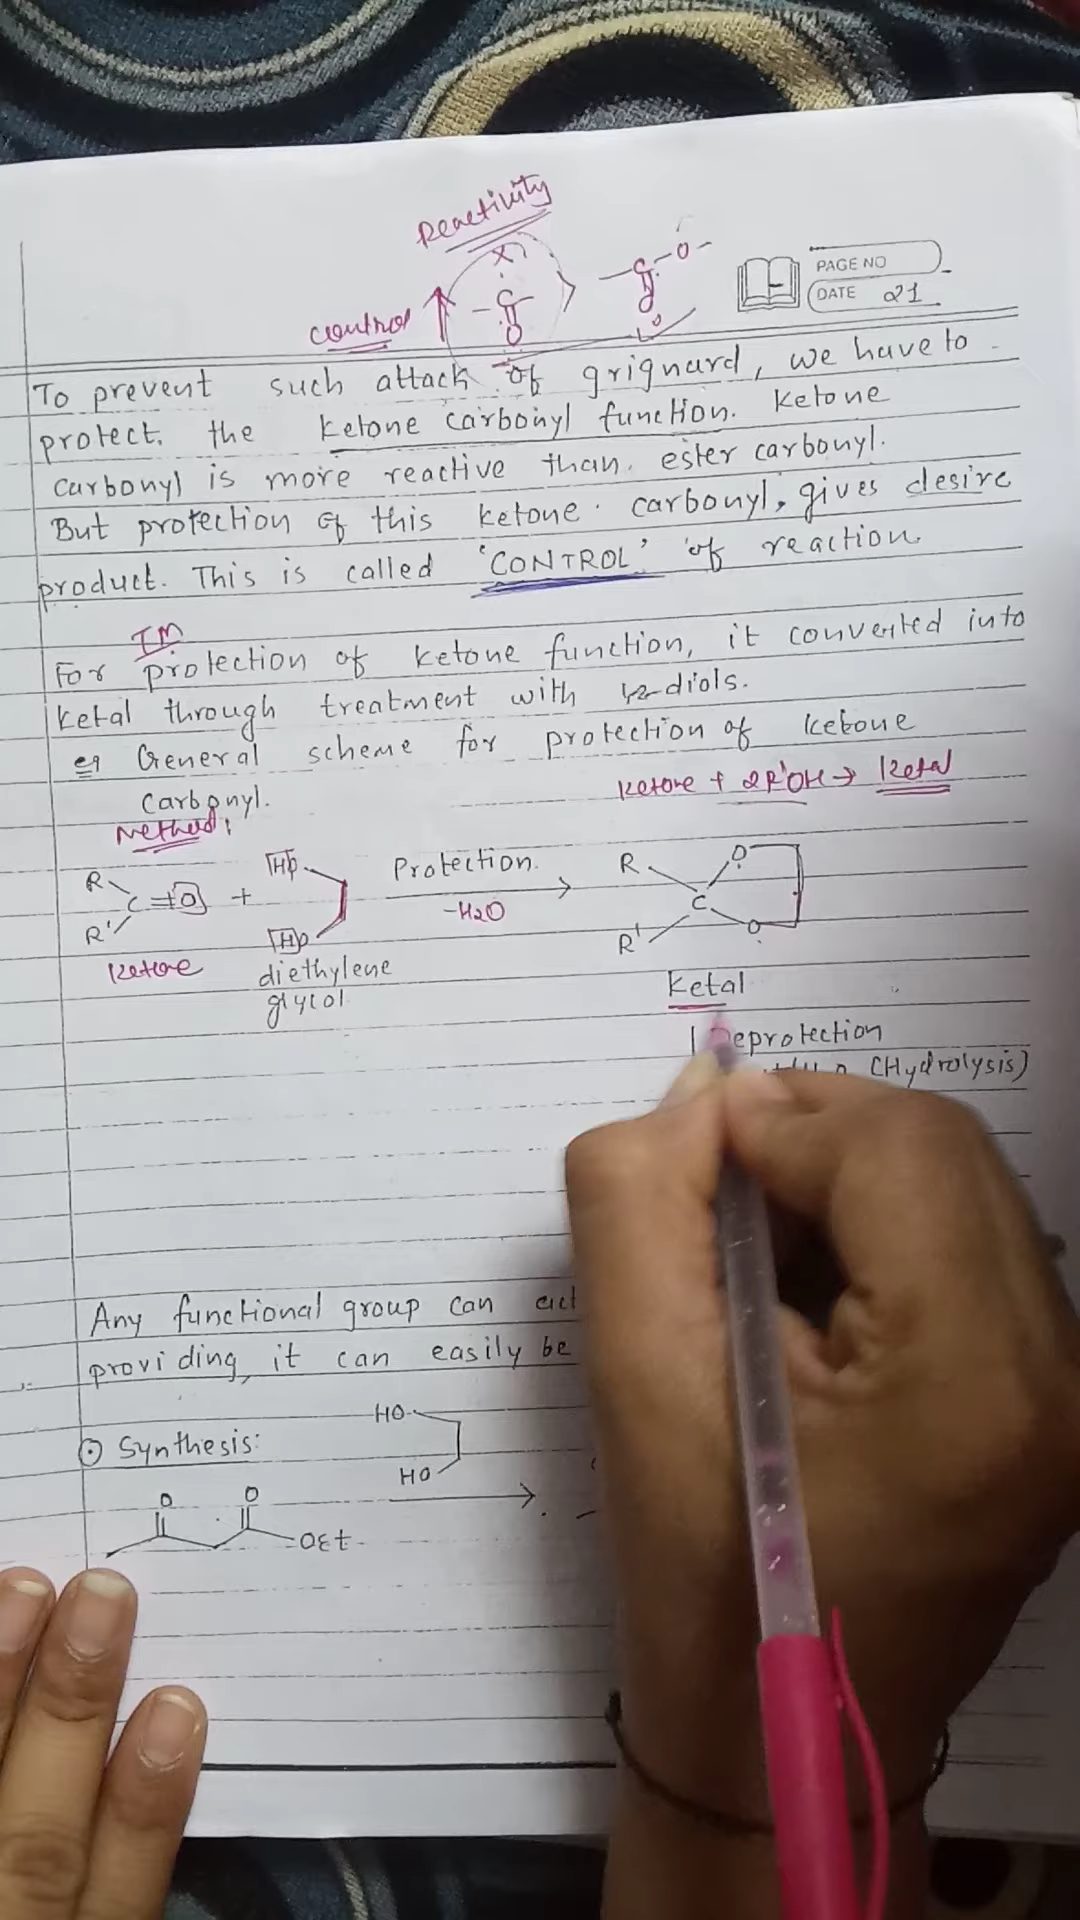 Reactivity
PAGE NO
DATE 21
control
To prevent such attack of grignard, we have to
protect. the ketone carbonyl function. Ketone
carbonyl is more reactive than. ester carbonyl.
But protection of this ketone carbonyl, gives desire
product. This is called 'CONTROL' of reaction.
IM
For protection of ketone function, it converted into
ketal through treatment with 1,2-diols.
eg General scheme for protection of ketone
carbonyl.
Ketone + 2R'OH → Ketal
Method:
R R' C=O + HO HO
Protection
-H2O
R R' C O O
Ketone
diethylene
glycol
Ketal
Deprotection
(Hydrolysis)
Any functional group can act
providing, it can easily be
HO
HO
Synthesis:
O O OEt